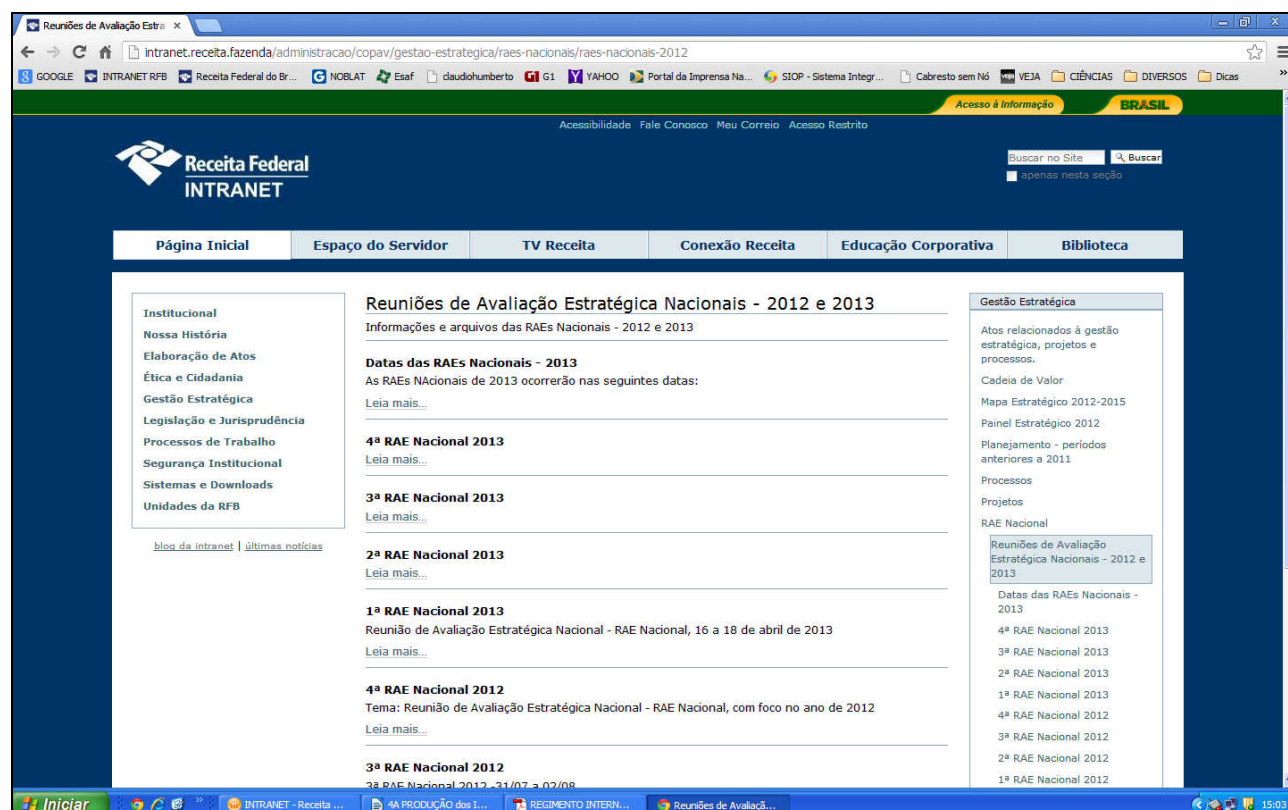 Reuniões de Avaliação Estra ×
intranet.receita.fazenda/administracao/copav/gestao-estrategica/raes-nacionais/raes-nacionais-2012
GOOGLE INTRANET RFB Receita Federal do Br... NOBLAT Esaf claudiohumberto G1 YAHOO Portal da Imprensa Na... SIOP - Sistema Integr... Cabresto sem Nó VEJA CIÊNCIAS DIVERSOS Dicas »
Acesso à Informação BRASIL
Acessibilidade Fale Conosco Meu Correio Acesso Restrito
Receita Federal
INTRANET
Buscar no Site Buscar
apenas nesta seção
Página Inicial Espaço do Servidor TV Receita Conexão Receita Educação Corporativa Biblioteca
Institucional
Nossa História
Elaboração de Atos
Ética e Cidadania
Gestão Estratégica
Legislação e Jurisprudência
Processos de Trabalho
Segurança Institucional
Sistemas e Downloads
Unidades da RFB
blog da intranet | últimas notícias
Reuniões de Avaliação Estratégica Nacionais - 2012 e 2013
Informações e arquivos das RAEs Nacionais - 2012 e 2013
Datas das RAEs Nacionais - 2013
As RAEs NAcionais de 2013 ocorrerão nas seguintes datas:
Leia mais...
4ª RAE Nacional 2013
Leia mais...
3ª RAE Nacional 2013
Leia mais...
2ª RAE Nacional 2013
Leia mais...
1ª RAE Nacional 2013
Reunião de Avaliação Estratégica Nacional - RAE Nacional, 16 a 18 de abril de 2013
Leia mais...
4ª RAE Nacional 2012
Tema: Reunião de Avaliação Estratégica Nacional - RAE Nacional, com foco no ano de 2012
Leia mais...
3ª RAE Nacional 2012
3ª RAE Nacional 2012 -31/07 a 02/08
Gestão Estratégica
Atos relacionados à gestão
estratégica, projetos e
processos.
Cadeia de Valor
Mapa Estratégico 2012-2015
Painel Estratégico 2012
Planejamento - períodos
anteriores a 2011
Processos
Projetos
RAE Nacional
Reuniões de Avaliação
Estratégica Nacionais - 2012 e
2013
Datas das RAEs Nacionais -
2013
4ª RAE Nacional 2013
3ª RAE Nacional 2013
2ª RAE Nacional 2013
1ª RAE Nacional 2013
4ª RAE Nacional 2012
3ª RAE Nacional 2012
2ª RAE Nacional 2012
1ª RAE Nacional 2012
Iniciar » INTRANET - Receita ... 4A PRODUÇÃO dos I... REGIMENTO INTERN... Reuniões de Avaliaçã... 15:03